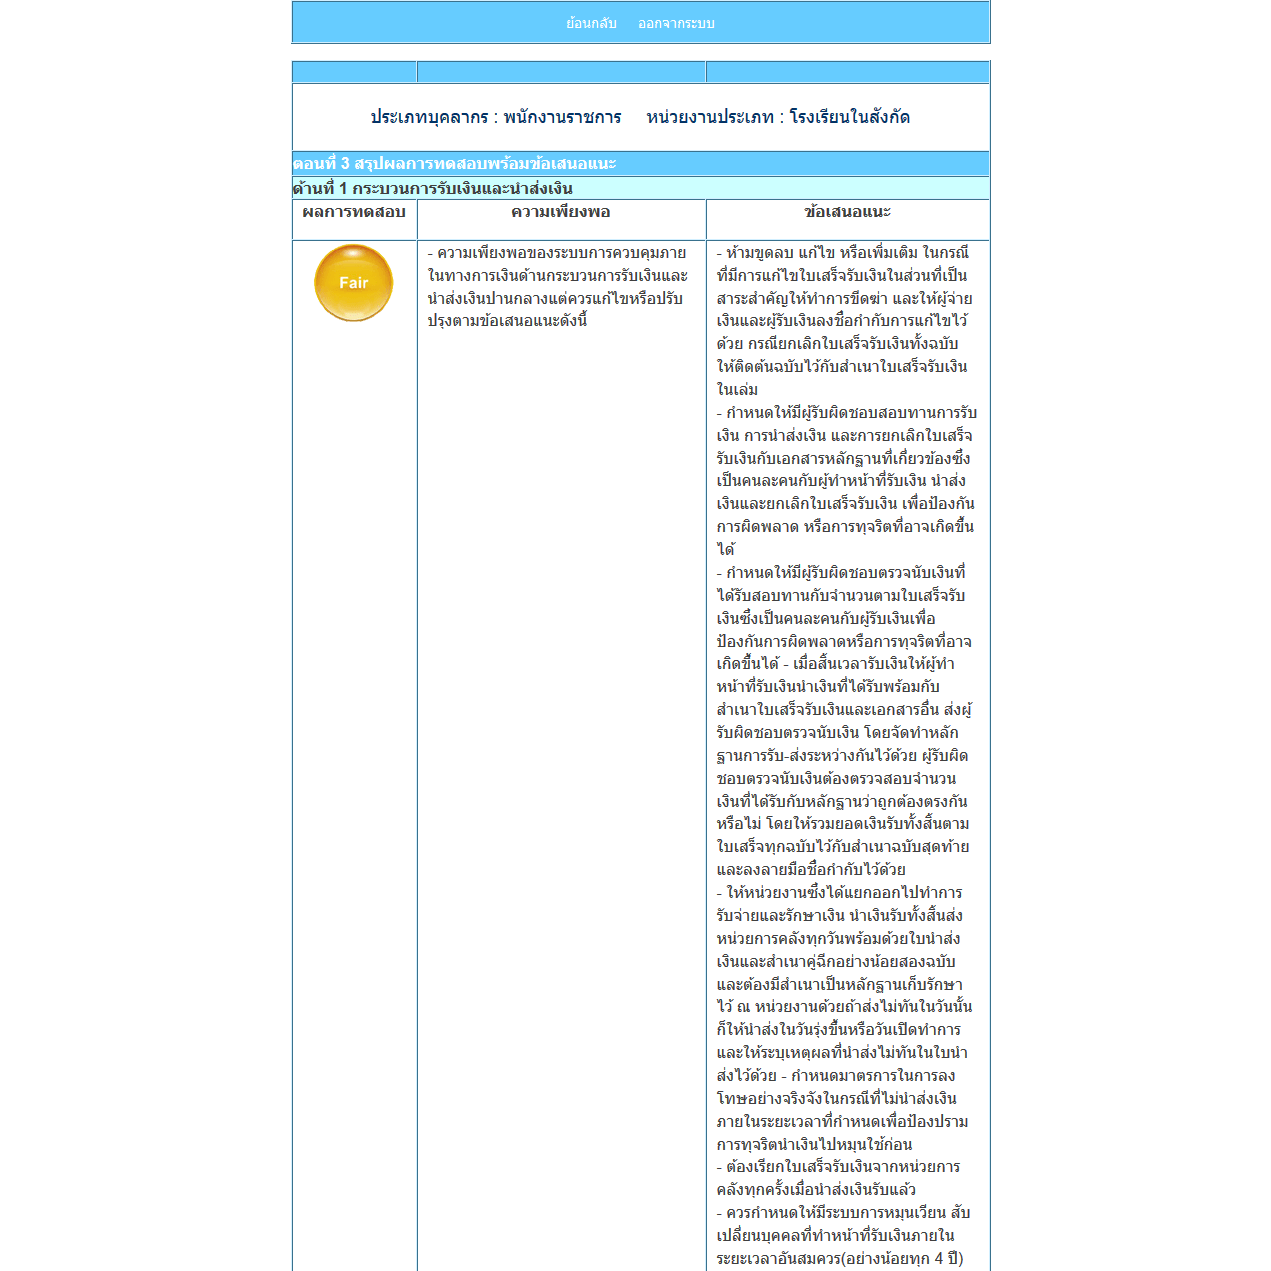 ย้อนกลับ ออกจากระบบ
ประเภทบุคลากร : พนักงานราชการ หน่วยงานประเภท : โรงเรียนในสังกัด
ตอนที่ 3 สรุปผลการทดสอบพร้อมข้อเสนอแนะ
ด้านที่ 1 กระบวนการรับเงินและนำส่งเงิน
ผลการทดสอบ ความเพียงพอ ข้อเสนอแนะ
Fair
- ความเพียงพอของระบบการควบคุมภาย
ในทางการเงินด้านกระบวนการรับเงินและ
นำส่งเงินปานกลางแต่ควรแก้ไขหรือปรับ
ปรุงตามข้อเสนอแนะดังนี้
- ห้ามขูดลบ แก้ไข หรือเพิ่มเติม ในกรณี
ที่มีการแก้ไขใบเสร็จรับเงินในส่วนที่เป็น
สาระสำคัญให้ทำการขีดฆ่า และให้ผู้จ่าย
เงินและผู้รับเงินลงชื่อกำกับการแก้ไขไว้
ด้วย กรณียกเลิกใบเสร็จรับเงินทั้งฉบับ
ให้ติดต้นฉบับไว้กับสำเนาใบเสร็จรับเงิน
ในเล่ม
- กำหนดให้มีผู้รับผิดชอบสอบทานการรับ
เงิน การนำส่งเงิน และการยกเลิกใบเสร็จ
รับเงินกับเอกสารหลักฐานที่เกี่ยวข้องซึ่ง
เป็นคนละคนกับผู้ทำหน้าที่รับเงิน นำส่ง
เงินและยกเลิกใบเสร็จรับเงิน เพื่อป้องกัน
การผิดพลาด หรือการทุจริตที่อาจเกิดขึ้น
ได้
- กำหนดให้มีผู้รับผิดชอบตรวจนับเงินที่
ได้รับสอบทานกับจำนวนตามใบเสร็จรับ
เงินซึ่งเป็นคนละคนกับผู้รับเงินเพื่อ
ป้องกันการผิดพลาดหรือการทุจริตที่อาจ
เกิดขึ้นได้ - เมื่อสิ้นเวลารับเงินให้ผู้ทำ
หน้าที่รับเงินนำเงินที่ได้รับพร้อมกับ
สำเนาใบเสร็จรับเงินและเอกสารอื่น ส่งผู้
รับผิดชอบตรวจนับเงิน โดยจัดทำหลัก
ฐานการรับ-ส่งระหว่างกันไว้ด้วย ผู้รับผิด
ชอบตรวจนับเงินต้องตรวจสอบจำนวน
เงินที่ได้รับกับหลักฐานว่าถูกต้องตรงกัน
หรือไม่ โดยให้รวมยอดเงินรับทั้งสิ้นตาม
ใบเสร็จทุกฉบับไว้กับสำเนาฉบับสุดท้าย
และลงลายมือชื่อกำกับไว้ด้วย
- ให้หน่วยงานซึ่งได้แยกออกไปทำการ
รับจ่ายและรักษาเงิน นำเงินรับทั้งสิ้นส่ง
หน่วยการคลังทุกวันพร้อมด้วยใบนำส่ง
เงินและสำเนาคู่ฉีกอย่างน้อยสองฉบับ
และต้องมีสำเนาเป็นหลักฐานเก็บรักษา
ไว้ ณ หน่วยงานด้วยถ้าส่งไม่ทันในวันนั้น
ก็ให้นำส่งในวันรุ่งขึ้นหรือวันเปิดทำการ
และให้ระบุเหตุผลที่นำส่งไม่ทันในใบนำ
ส่งไว้ด้วย - กำหนดมาตรการในการลง
โทษอย่างจริงจังในกรณีที่ไม่นำส่งเงิน
ภายในระยะเวลาที่กำหนดเพื่อป้องปราม
การทุจริตนำเงินไปหมุนใช้ก่อน
- ต้องเรียกใบเสร็จรับเงินจากหน่วยการ
คลังทุกครั้งเมื่อนำส่งเงินรับแล้ว
- ควรกำหนดให้มีระบบการหมุนเวียน สับ
เปลี่ยนบุคคลที่ทำหน้าที่รับเงินภายใน
ระยะเวลาอันสมควร(อย่างน้อยทุก 4 ปี)